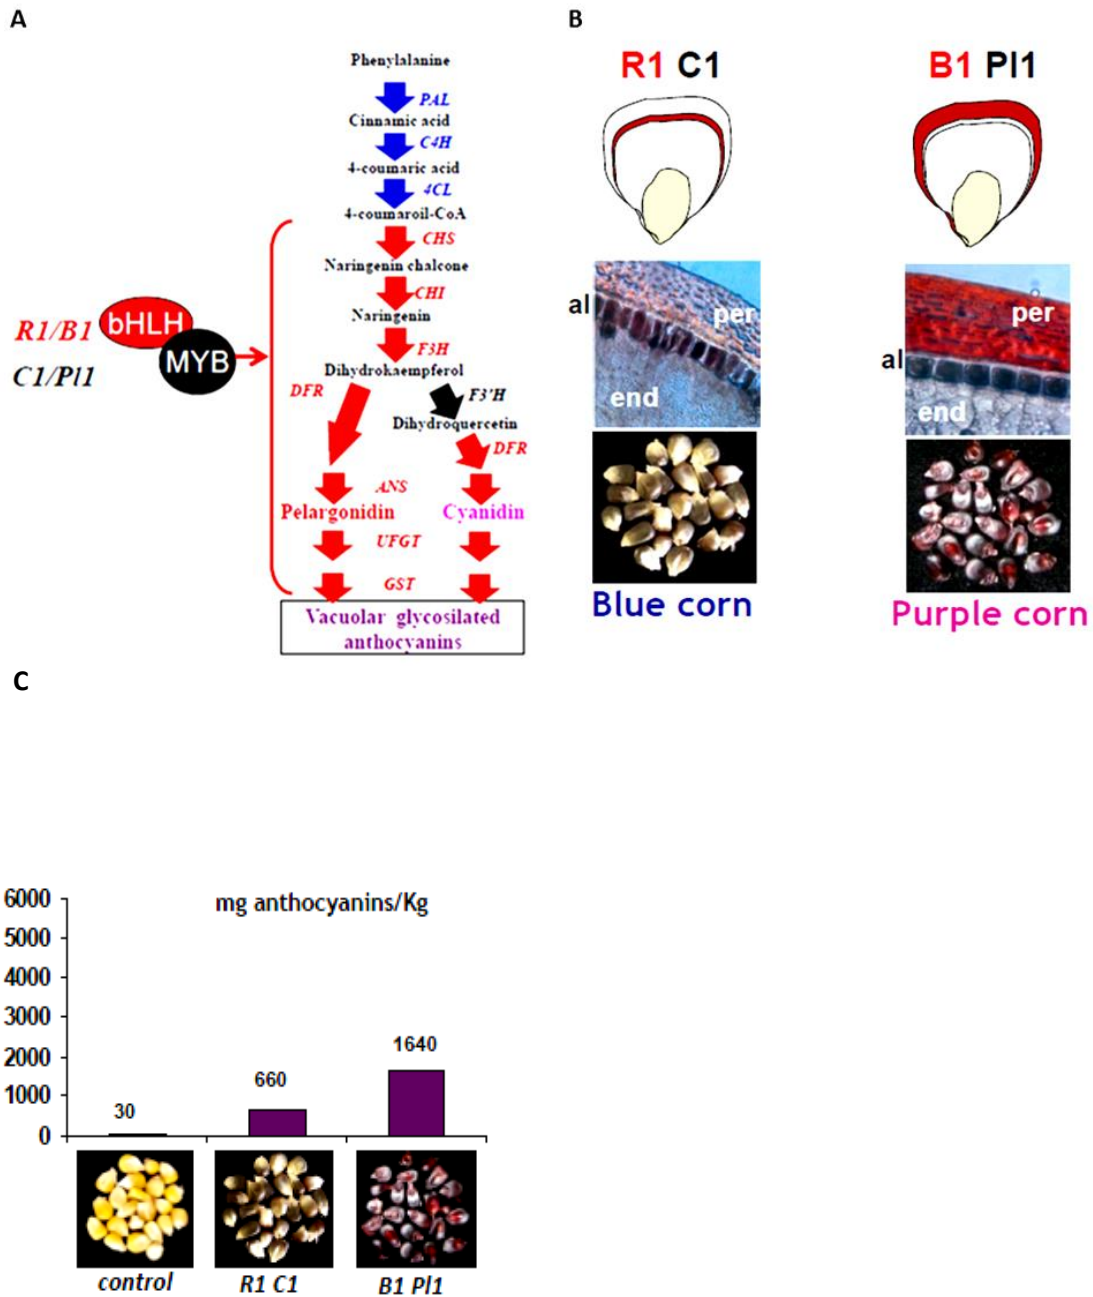 A
Phenylalanine
PAL
Cinnamic acid
C4H
4-coumaric acid
4CL
4-coumaroil-CoA
CHS
Naringenin chalcone
CHI
Naringenin
F3H
Dihydrokaempferol
DFR
F3'H
Dihydroquercetin
DFR
ANS
Pelargonidin
Cyanidin
UFGT
GST
Vacuolar glycosilated
anthocyanins
R1/B1
bHLH
C1/Pl1
MYB
B
R1 C1
B1 Pl1
al
per
end
al
per
end
Blue corn
Purple corn
C
mg anthocyanins/Kg
6000
5000
4000
3000
2000
1000
0
30
660
1640
control
R1 C1
B1 Pl1